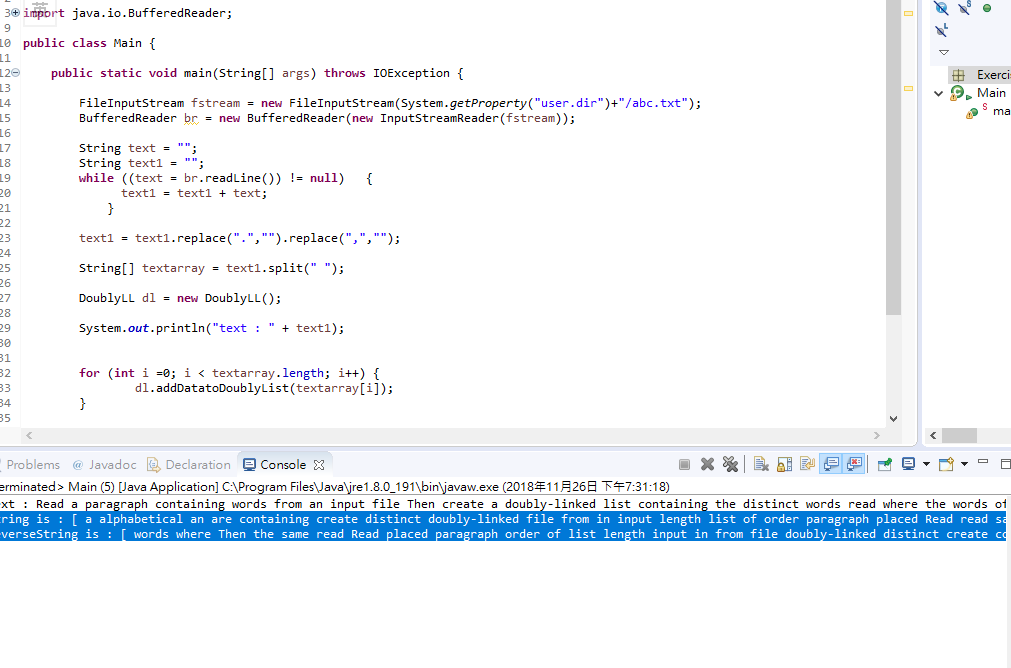 3 import java.io.BufferedReader;
9
10 public class Main {
11
12 public static void main(String[] args) throws IOException {
13
14 FileInputStream fstream = new FileInputStream(System.getProperty("user.dir")+"/abc.txt");
15 BufferedReader br = new BufferedReader(new InputStreamReader(fstream));
16
17 String text = "";
18 String text1 = "";
19 while ((text = br.readLine()) != null) {
20 text1 = text1 + text;
21 }
22
23 text1 = text1.replace(".","").replace(",","");
24
25 String[] textarray = text1.split(" ");
26
27 DoublyLL dl = new DoublyLL();
28
29 System.out.println("text : " + text1);
30
31
32 for (int i =0; i < textarray.length; i++) {
33 dl.addDatatoDoublyList(textarray[i]);
34 }
35
Exerci
Main
S ma
Problems @ Javadoc Declaration Console
erminated> Main (5) [Java Application] C:\Program Files\Java\jre1.8.0_191\bin\javaw.exe (2018年11月26日 下午7:31:18)
ext : Read a paragraph containing words from an input file Then create a doubly-linked list containing the distinct words read where the words of
tring is : [ a alphabetical an are containing create distinct doubly-linked file from in input length list of order paragraph placed Read read sa
verseString is : [ words where Then the same read Read placed paragraph order of list length input in from file doubly-linked distinct create co